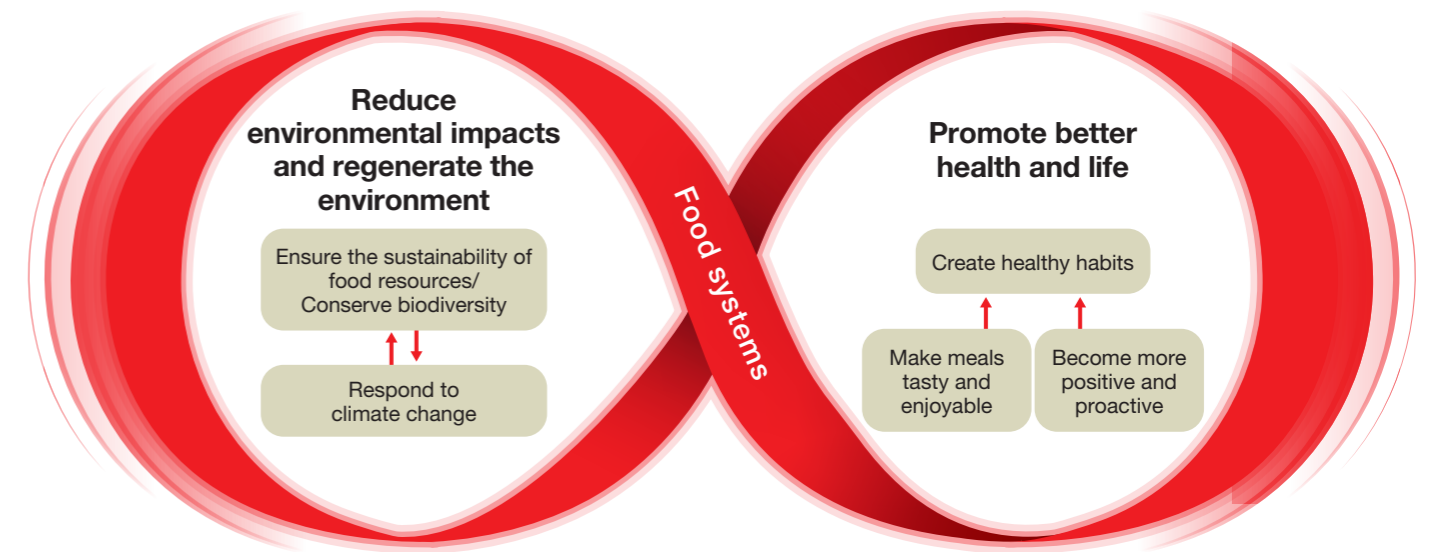 Reduce
environmental impacts
and regenerate the
environment
Ensure the sustainability of
food resources/
Conserve biodiversity
Respond to
climate change
Food systems
Promote better
health and life
Create healthy habits
Make meals
tasty and
enjoyable
Become more
positive and
proactive